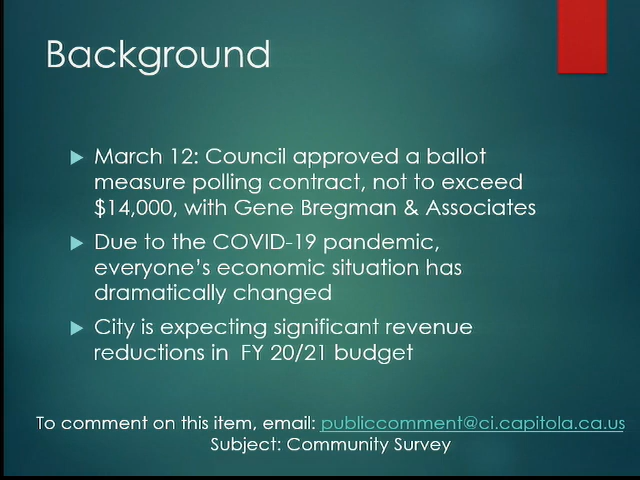 Background
March 12: Council approved a ballot
measure polling contract, not to exceed
$14,000, with Gene Bregman & Associates
Due to the COVID-19 pandemic,
everyone's economic situation has
dramatically changed
City is expecting significant revenue
reductions in  FY 20/21 budget
To comment on this item, email: publiccomment@ci.capitola.ca.us
Subject: Community Survey